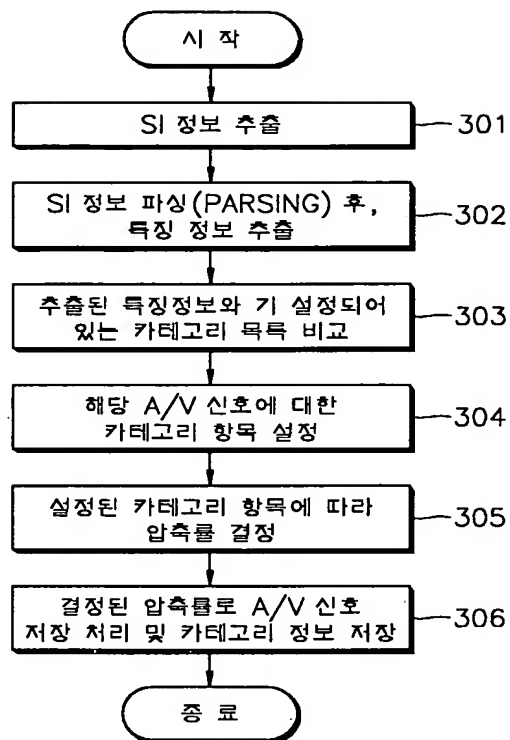 시 작
SI 정보 추출
301
SI 정보 파싱(PARSING) 후,
특징 정보 추출
302
추출된 특징정보와 기 설정되어
있는 카테고리 목록 비교
303
해당 A/V 신호에 대한
카테고리 항목 설정
304
설정된 카테고리 항목에 따라
압축률 결정
305
결정된 압축률로 A/V 신호
저장 처리 및 카테고리 정보 저장
306
종 료